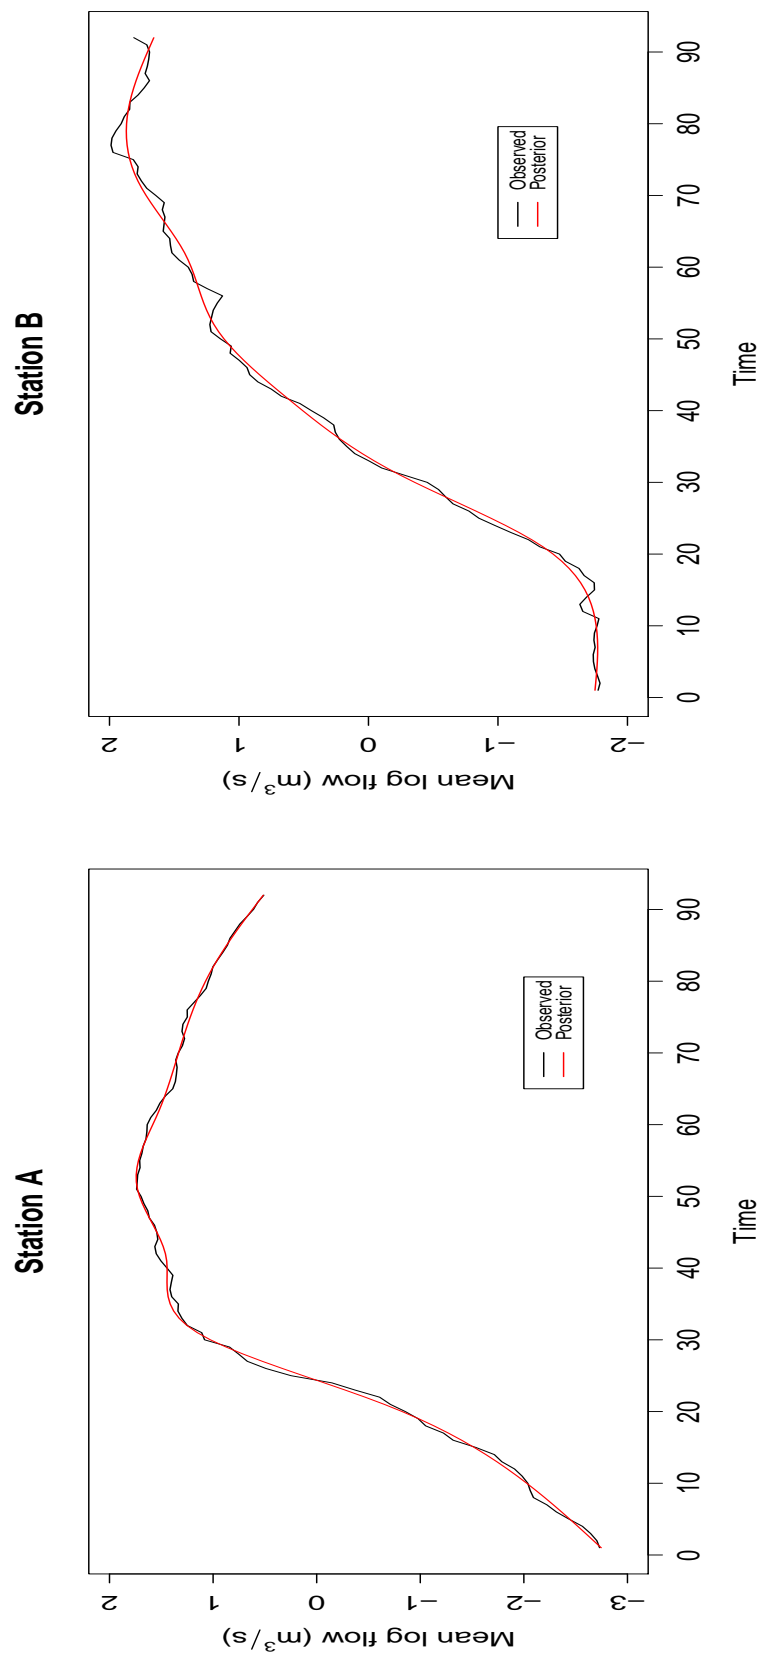 Station A
Mean log flow (m³/s)
2
1
0
−1
−2
−3
Observed
Posterior
0 10 20 30 40 50 60 70 80 90
Time
Station B
Mean log flow (m³/s)
2
1
0
−1
−2
Observed
Posterior
0 10 20 30 40 50 60 70 80 90
Time